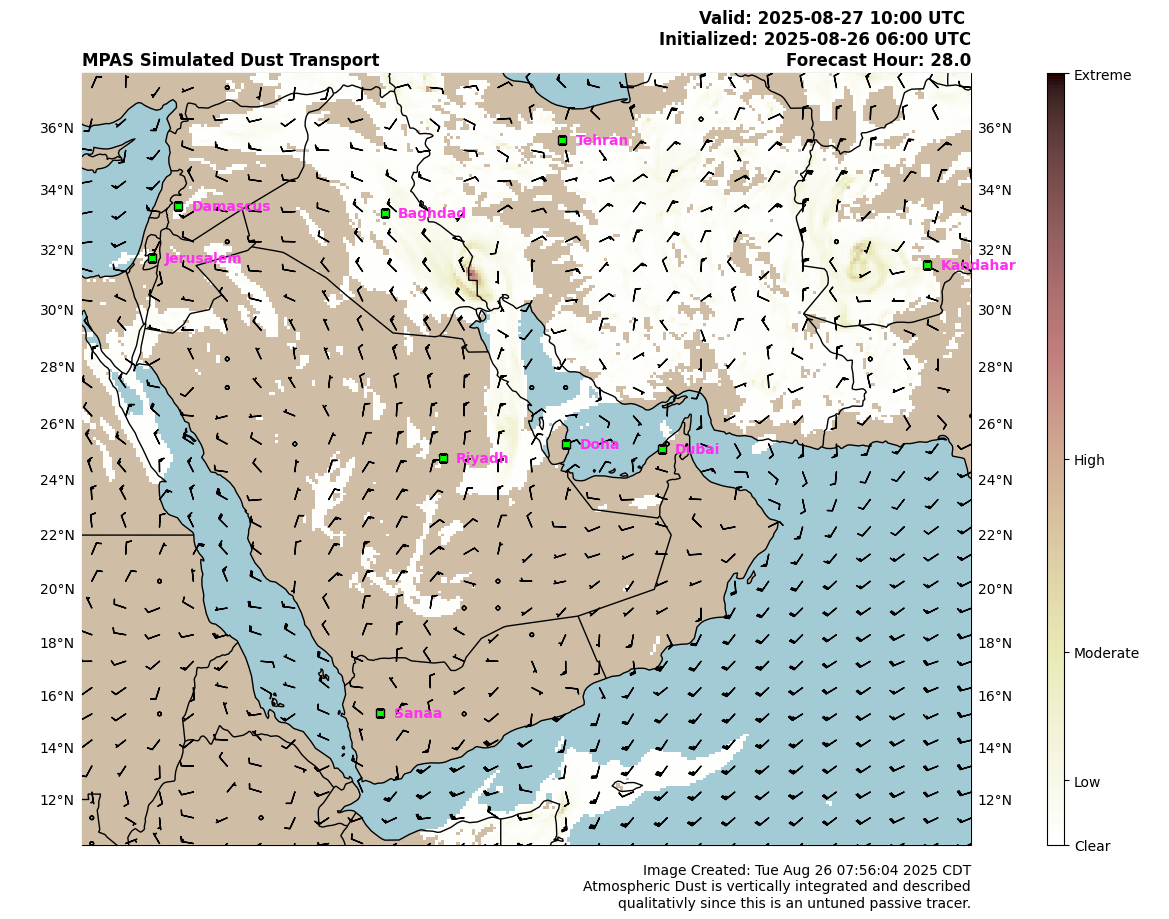 Valid: 2025-08-27 10:00 UTC
Initialized: 2025-08-26 06:00 UTC
MPAS Simulated Dust Transport
Forecast Hour: 28.0
Extreme
High
Moderate
Low
Clear
36°N
34°N
32°N
30°N
28°N
26°N
24°N
22°N
20°N
18°N
16°N
14°N
12°N
36°N
34°N
32°N
30°N
28°N
26°N
24°N
22°N
20°N
18°N
16°N
14°N
12°N
Tehran
Damascus
Baghdad
Jerusalem
Kandahar
Doha
Dubai
Riyadh
Sanaa
Image Created: Tue Aug 26 07:56:04 2025 CDT
Atmospheric Dust is vertically integrated and described
qualitativly since this is an untuned passive tracer.